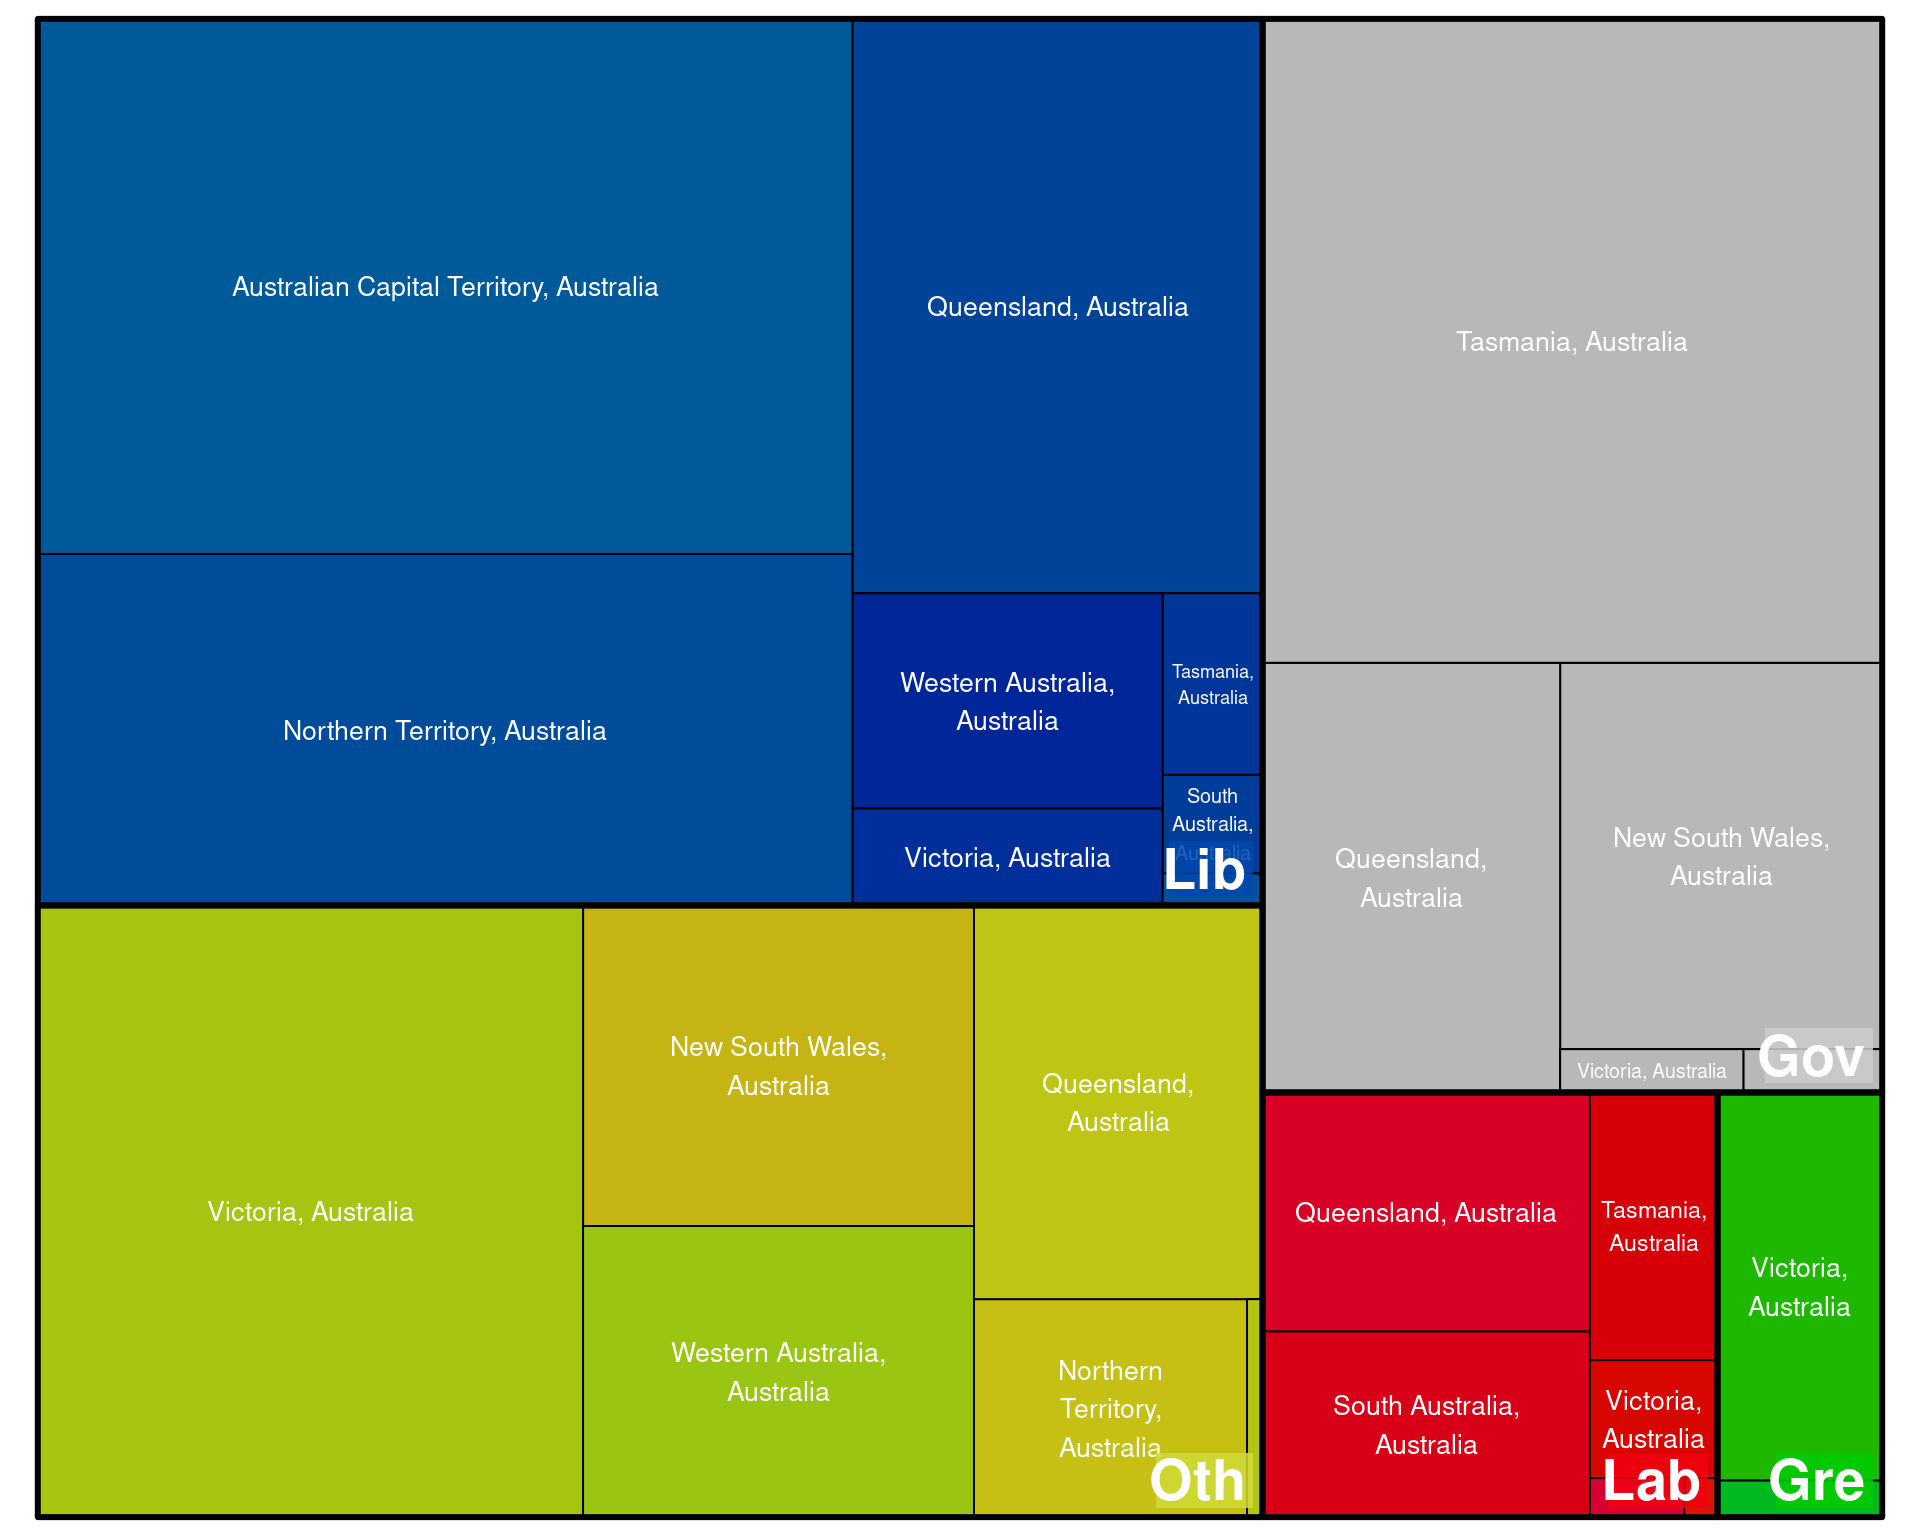 Australian Capital Territory, Australia
Queensland, Australia
Northern Territory, Australia
Western Australia,
Australia
Tasmania,
Australia
South
Australia,
Australia
Victoria, Australia
Lib
Tasmania, Australia
Queensland,
Australia
New South Wales,
Australia
Victoria, Australia
Gov
Victoria, Australia
New South Wales,
Australia
Western Australia,
Australia
Queensland,
Australia
Northern
Territory,
Australia
Oth
Queensland, Australia
South Australia,
Australia
Tasmania,
Australia
Victoria,
Australia
Lab
Victoria,
Australia
Gre